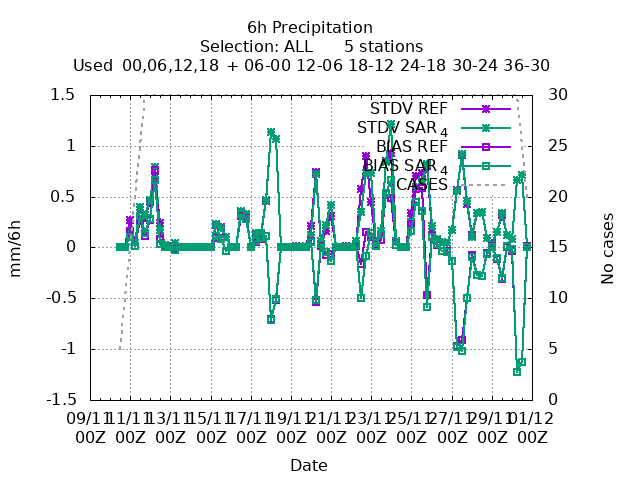 6h Precipitation
Selection: ALL      5 stations
Used  00,06,12,18 + 06-00 12-06 18-12 24-18 30-24 36-30
1.5
1
0.5
0
-0.5
-1
-1.5
mm/6h
30
25
20
15
10
5
0
No cases
STDV REF
STDV SAR4
BIAS REF
BIAS SAR4
CASES
09/11 11/11 13/11 15/11 17/11 19/11 21/11 23/11 25/11 27/11 29/11 01/12
00Z 00Z 00Z 00Z 00Z 00Z 00Z 00Z 00Z 00Z 00Z 00Z
Date